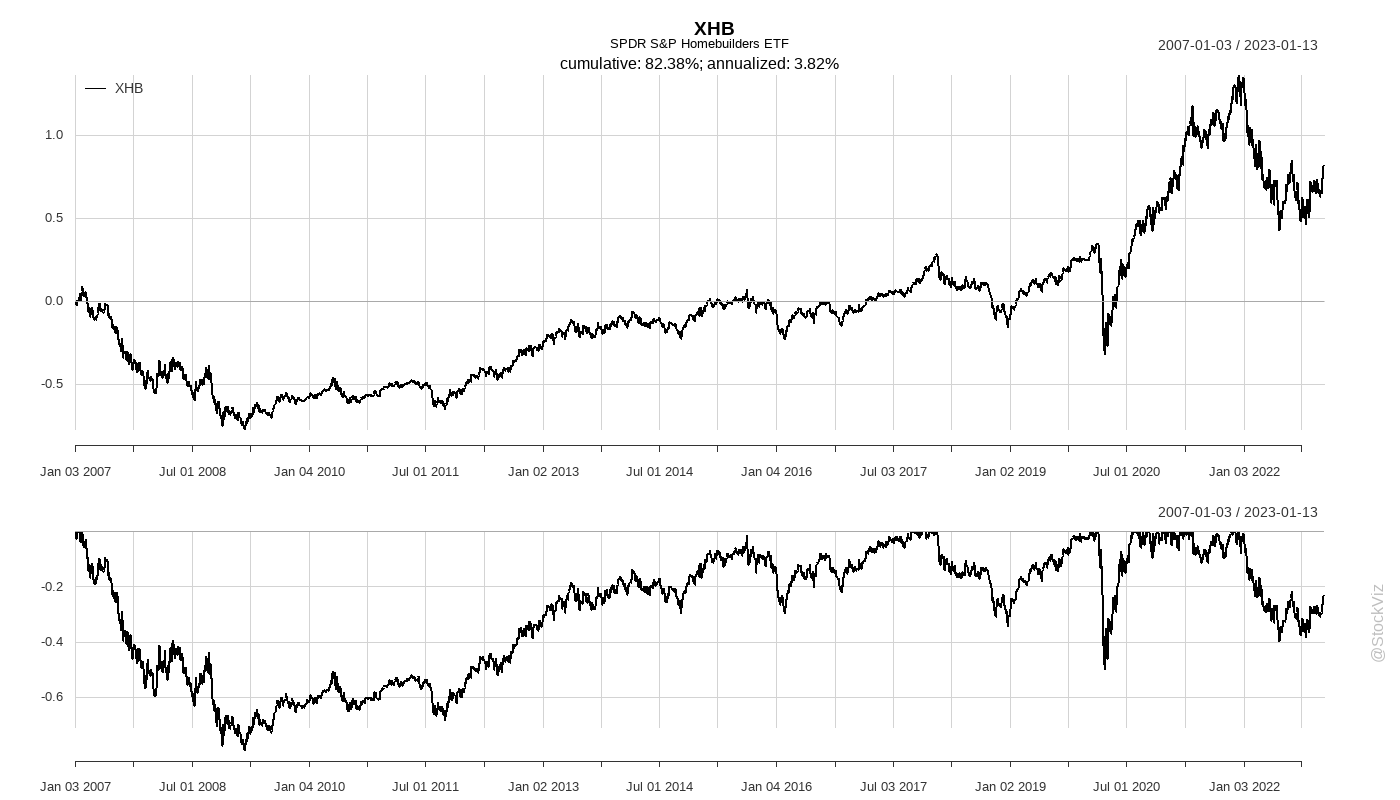 XHB
SPDR S&P Homebuilders ETF
cumulative: 82.38%; annualized: 3.82%
2007-01-03 / 2023-01-13
XHB
1.0
0.5
0.0
-0.5
Jan 03 2007 Jul 01 2008 Jan 04 2010 Jul 01 2011 Jan 02 2013 Jul 01 2014 Jan 04 2016 Jul 03 2017 Jan 02 2019 Jul 01 2020 Jan 03 2022
2007-01-03 / 2023-01-13
-0.2
-0.4
-0.6
Jan 03 2007 Jul 01 2008 Jan 04 2010 Jul 01 2011 Jan 02 2013 Jul 01 2014 Jan 04 2016 Jul 03 2017 Jan 02 2019 Jul 01 2020 Jan 03 2022
@StockViz